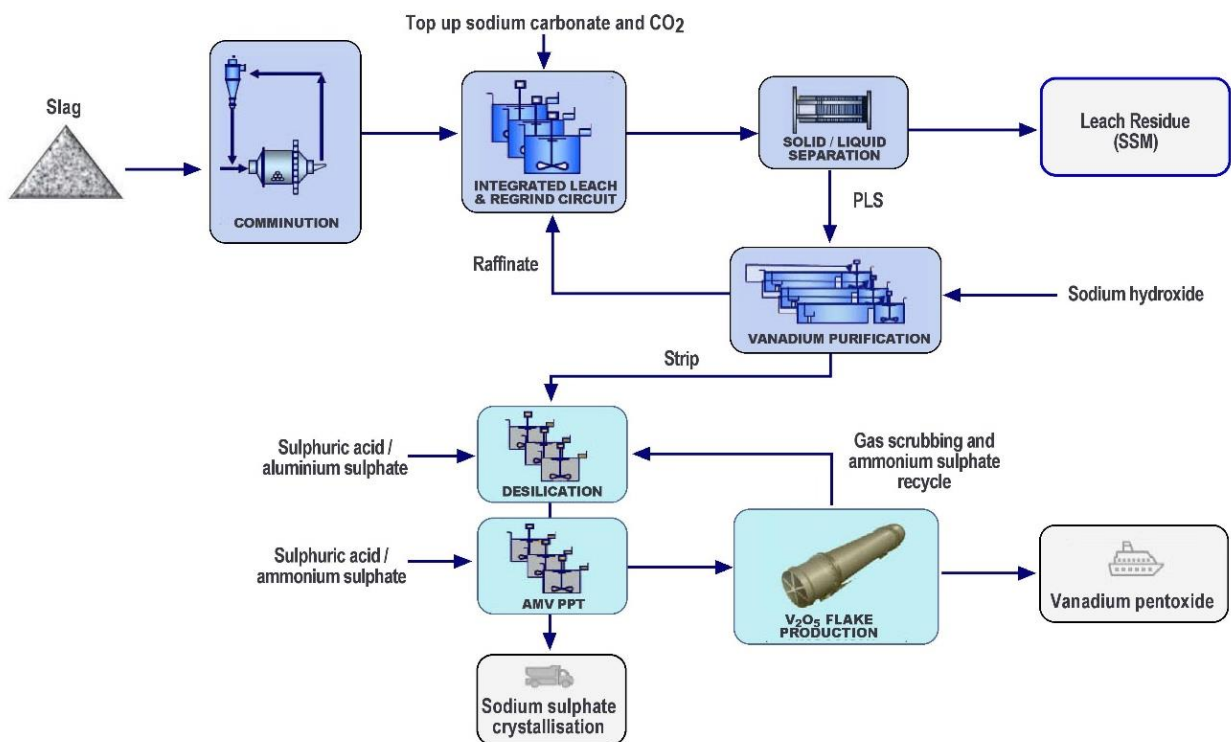 Top up sodium carbonate and CO2
Slag
COMMINUTION
INTEGRATED LEACH
& REGRIND CIRCUIT
SOLID / LIQUID
SEPARATION
Leach Residue
(SSM)
PLS
Raffinate
VANADIUM PURIFICATION
Sodium hydroxide
Strip
Sulphuric acid /
aluminium sulphate
DESILICATION
Gas scrubbing and
ammonium sulphate
recycle
Sulphuric acid /
ammonium sulphate
AMV PPT
V2O5 FLAKE
PRODUCTION
Vanadium pentoxide
Sodium sulphate
crystallisation